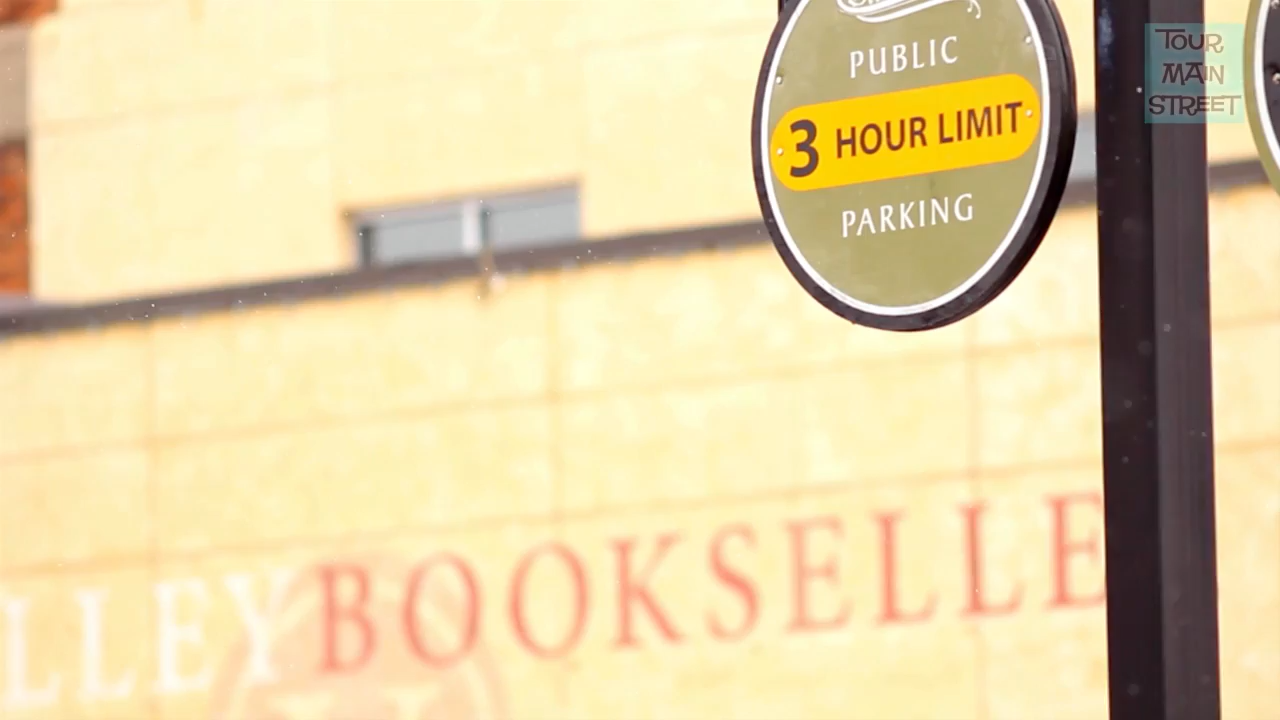 PUBLIC
3 HOUR LIMIT
PARKING
TOUR
MAIN
STREET
LLEY BOOKSELLE